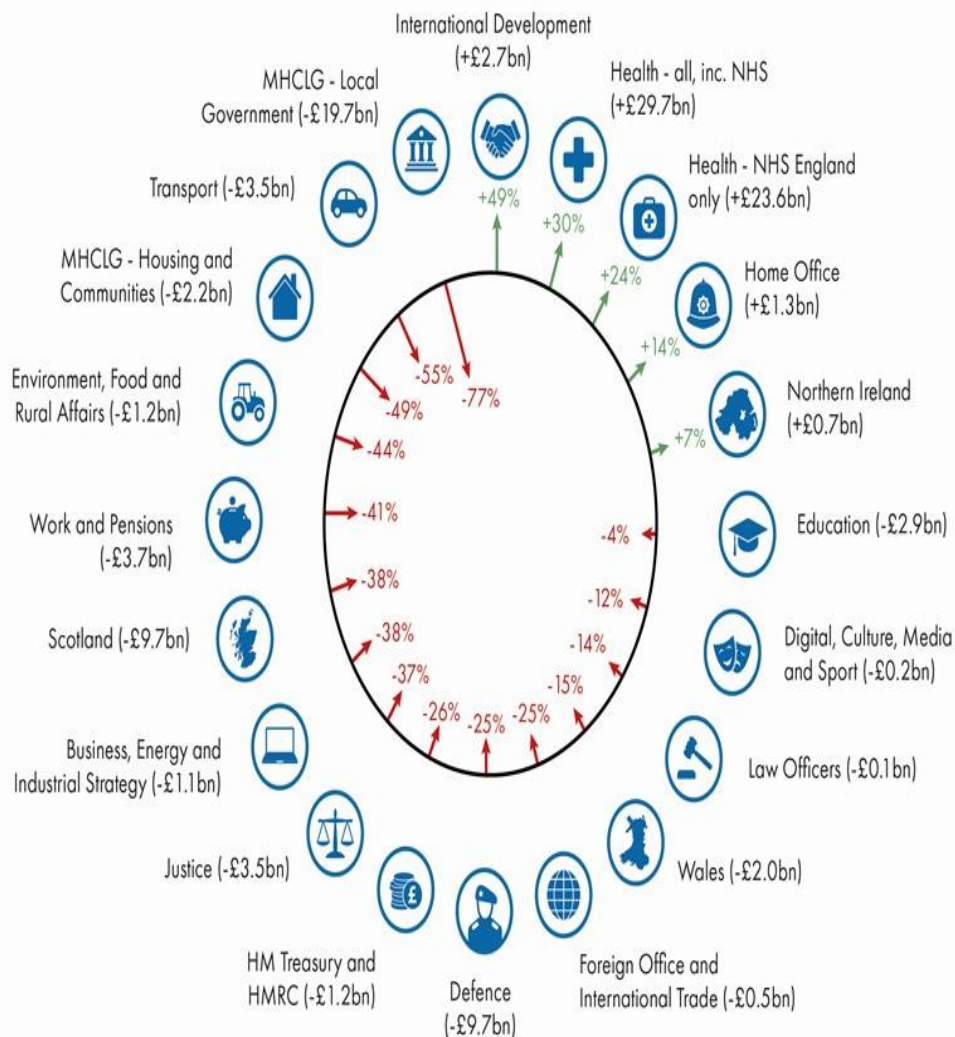 International Development
(+£2.7bn)
Health - all, inc. NHS
(+£29.7bn)
Health - NHS England
only (+£23.6bn)
Home Office
(+£1.3bn)
Northern Ireland
(+£0.7bn)
Education (-£2.9bn)
Digital, Culture, Media
and Sport (-£0.2bn)
Law Officers (-£0.1bn)
Wales (-£2.0bn)
Foreign Office and
International Trade (-£0.5bn)
Defence
(-£9.7bn)
HM Treasury and
HMRC (-£1.2bn)
Justice (-£3.5bn)
Business, Energy and
Industrial Strategy (-£1.1bn)
Scotland (-£9.7bn)
Work and Pensions
(-£3.7bn)
Environment, Food and
Rural Affairs (-£1.2bn)
MHCLG - Housing and
Communities (-£2.2bn)
Transport (-£3.5bn)
MHCLG - Local
Government (-£19.7bn)
+49%
+30%
+24%
+14%
+7%
-4%
-12%
-14%
-15%
-25%
-25%
-26%
-37%
-38%
-38%
-41%
-44%
-49%
-55%
-77%
£